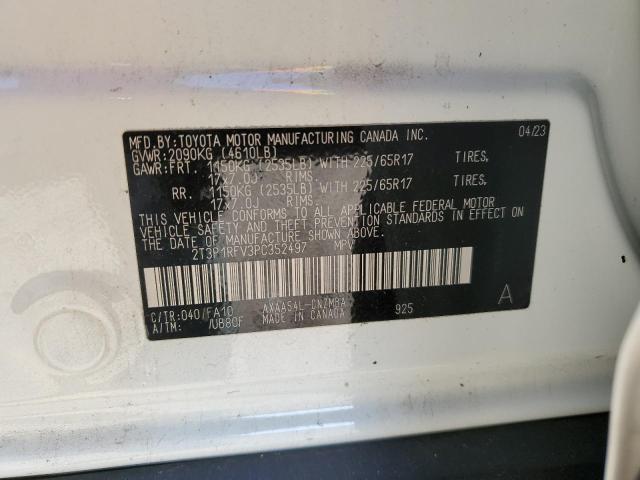 MFD.BY:TOYOTA MOTOR MANUFACTURING CANADA INC. 04/23
GVWR:2090KG (4610LB)
GAWR:FRT. 1150KG (2535LB) WITH 225/65R17 TIRES,
17X7.0J RIMS
RR. 1150KG (2535LB) WITH 225/65R17 TIRES,
17X7.0J RIMS
THIS VEHICLE CONFORMS TO ALL APPLICABLE FEDERAL MOTOR
VEHICLE SAFETY AND THEFT PREVENTION STANDARDS IN EFFECT ON
THE DATE OF MANUFACTURE SHOWN ABOVE.
2T3P1RFV3PC352497 MPV
C/TR:040/FA10 AXAA54L-CNZMBA 925 A
A/TM: /UB80F MADE IN CANADA